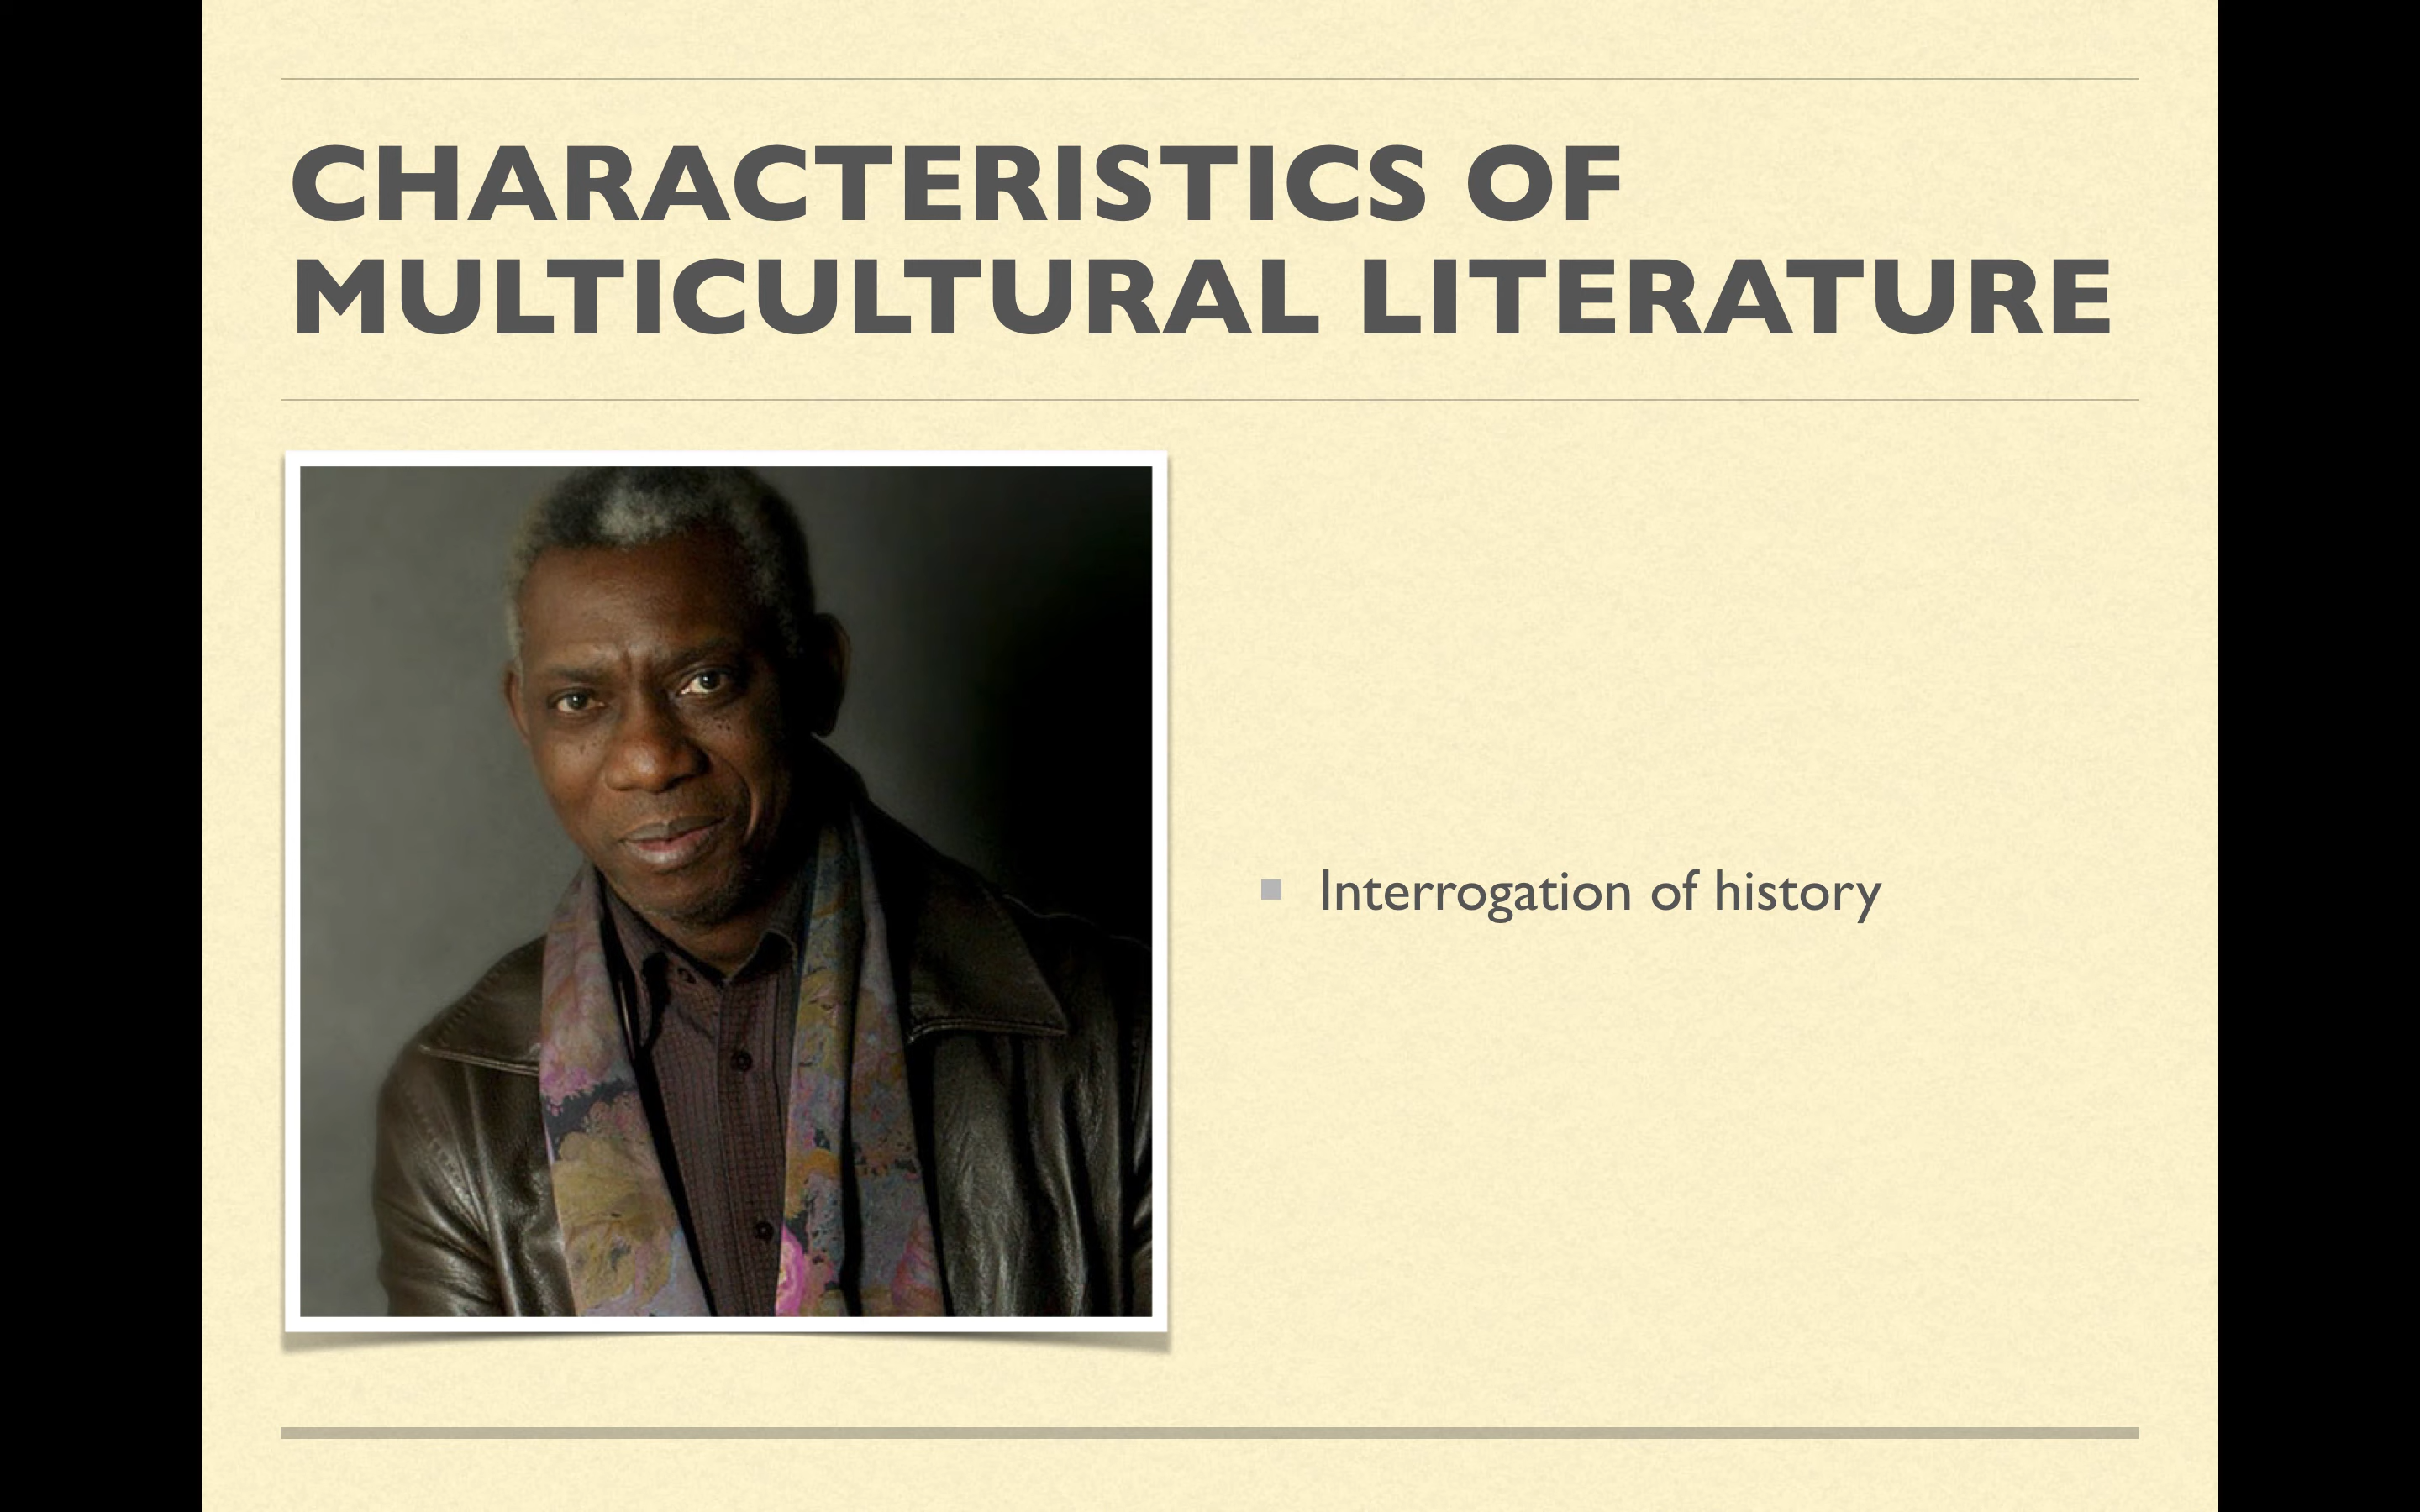 CHARACTERISTICS OF
MULTICULTURAL LITERATURE
Interrogation of history